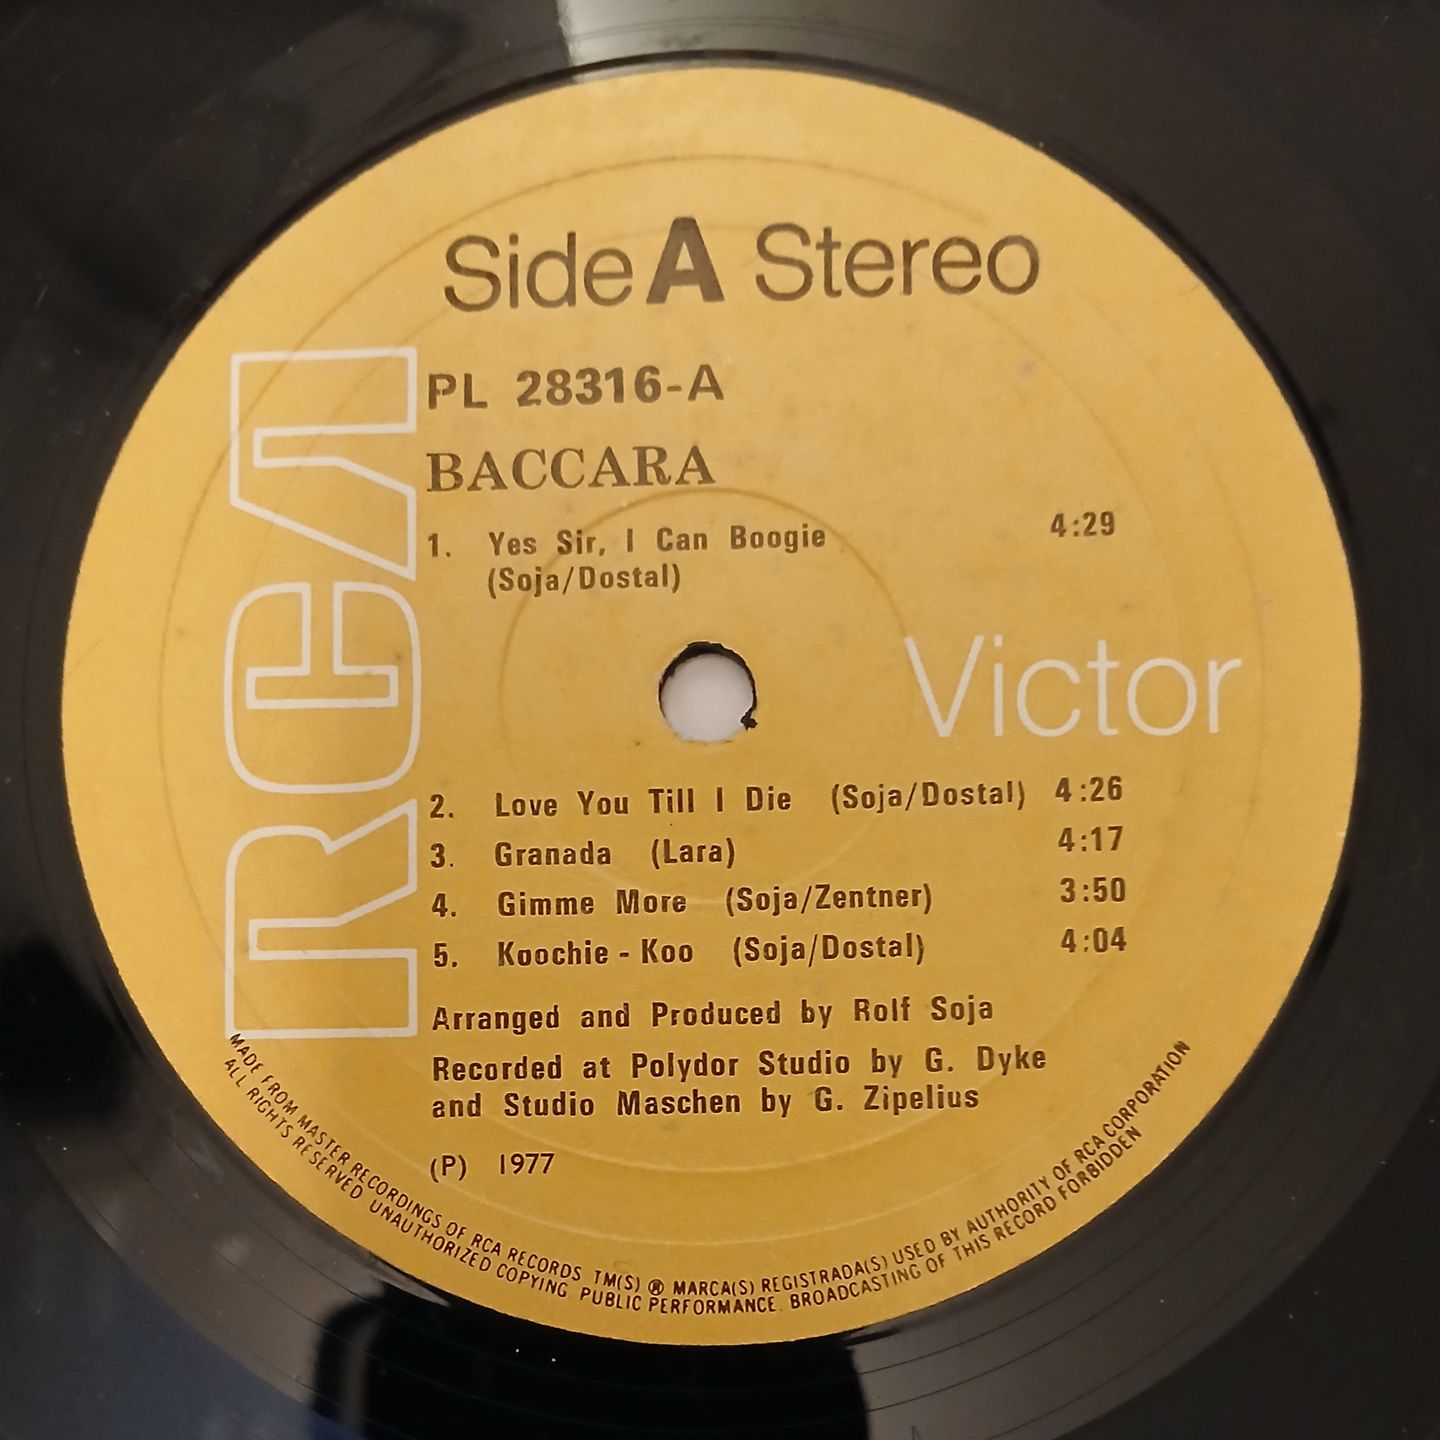 Side A Stereo
RCA
PL 28316-A
BACCARA
1. Yes Sir, I Can Boogie 4:29
(Soja/Dostal)
Victor
2. Love You Till I Die (Soja/Dostal) 4:26
3. Granada (Lara) 4:17
4. Gimme More (Soja/Zentner) 3:50
5. Koochie-Koo (Soja/Dostal) 4:04
Arranged and Produced by Rolf Soja
Recorded at Polydor Studio by G. Dyke
and Studio Maschen by G. Zipelius
(P) 1977
MADE FROM MASTER RECORDINGS OF RCA RECORDS TM(S) ® MARCA(S) REGISTRADA(S) USED BY AUTHORITY OF RCA CORPORATION
ALL RIGHTS RESERVED UNAUTHORIZED COPYING. PUBLIC PERFORMANCE. BROADCASTING OF THIS RECORD FORBIDDEN